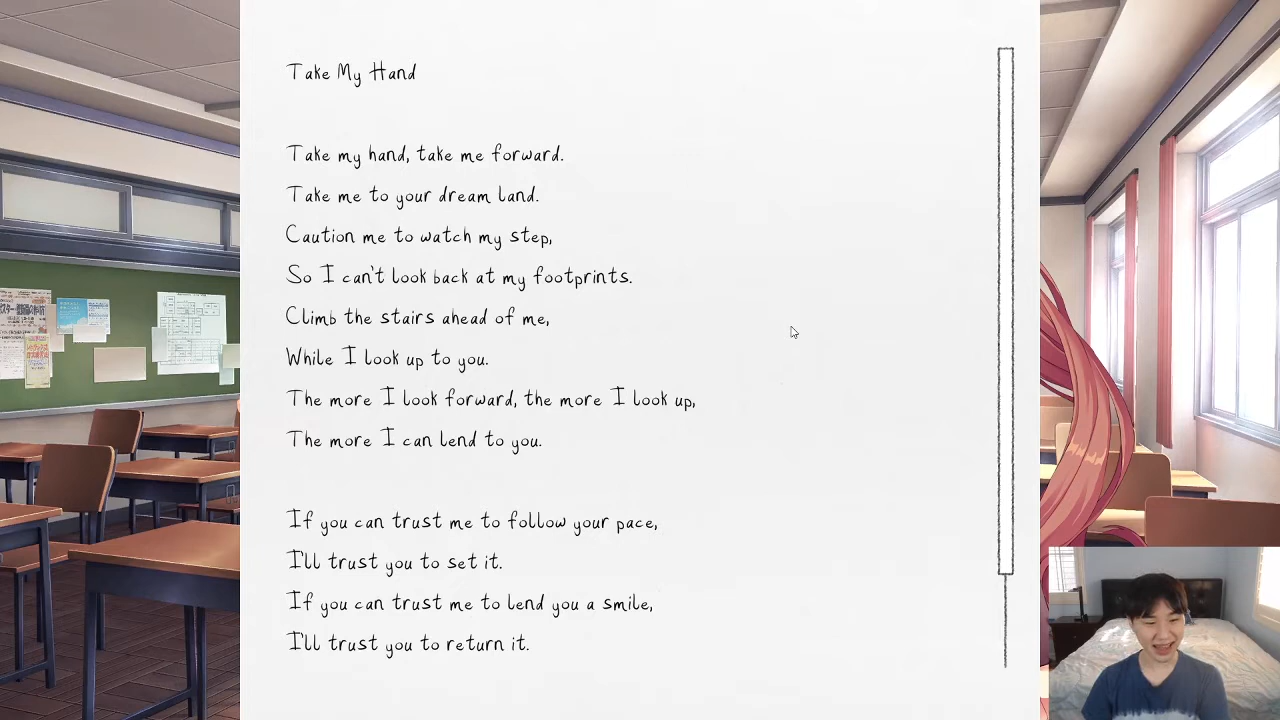 Take My Hand
Take my hand, take me forward.
Take me to your dream land.
Caution me to watch my step,
So I can't look back at my footprints.
Climb the stairs ahead of me,
While I look up to you.
The more I look forward, the more I look up,
The more I can lend to you.
If you can trust me to follow your pace,
I'll trust you to set it.
If you can trust me to lend you a smile,
I'll trust you to return it.